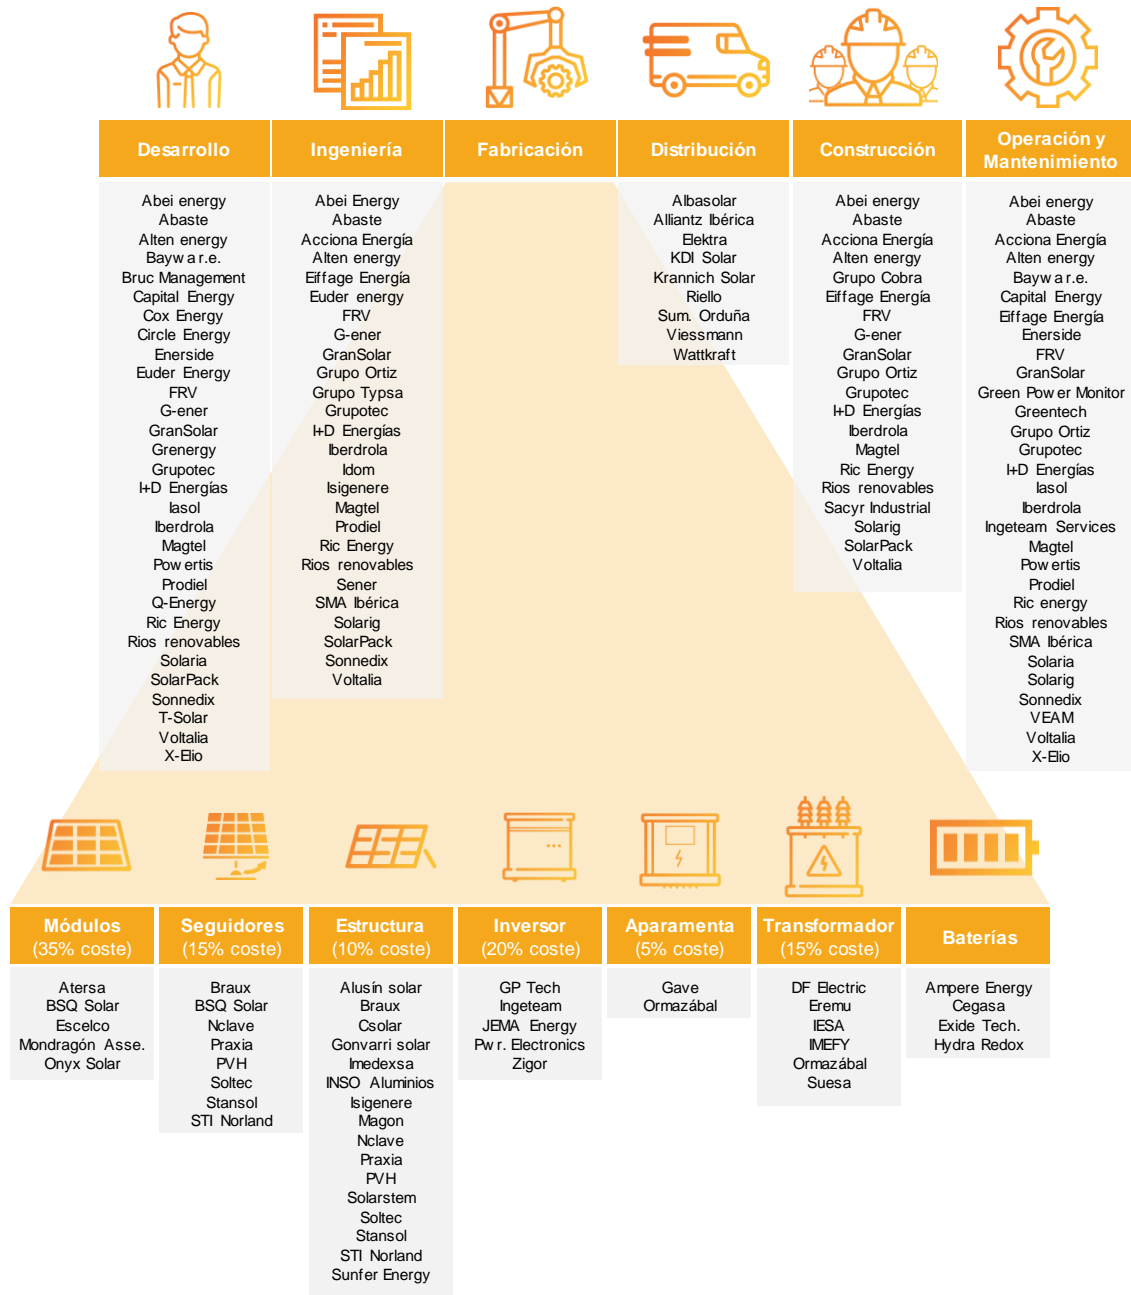 Desarrollo
Abei energy
Abaste
Alten energy
Baywa r.e.
Bruc Management
Capital Energy
Cox Energy
Circle Energy
Enerside
Euder Energy
FRV
G-ener
GranSolar
Grenergy
Grupotec
I+D Energías
Iasol
Iberdrola
Magtel
Powertis
Prodiel
Q-Energy
Ric Energy
Rios renovables
Solaria
SolarPack
Sonnedix
T-Solar
Voltalia
X-Elio
Ingeniería
Abei Energy
Abaste
Acciona Energía
Alten energy
Eiffage Energía
Euder energy
FRV
G-ener
GranSolar
Grupo Ortiz
Grupo Typsa
Grupotec
I+D Energías
Iberdrola
Idom
Isigenere
Magtel
Prodiel
Ric Energy
Rios renovables
Sener
SMA Ibérica
Solarig
SolarPack
Sonnedix
Voltalia
Fabricación
Distribución
Albasolar
Alliantz Ibérica
Elektra
KDI Solar
Krannich Solar
Riello
Sum. Orduña
Viessmann
Wattkraft
Construcción
Abei energy
Abaste
Acciona Energía
Alten energy
Grupo Cobra
Eiffage Energía
FRV
G-ener
GranSolar
Grupo Ortiz
Grupotec
I+D Energías
Iberdrola
Magtel
Ric Energy
Rios renovables
Sacyr Industrial
Solarig
SolarPack
Voltalia
Operación y
Mantenimiento
Abei energy
Abaste
Acciona Energía
Alten energy
Baywa r.e.
Capital Energy
Eiffage Energía
Enerside
FRV
GranSolar
Green Power Monitor
Greentech
Grupo Ortiz
Grupotec
I+D Energías
Iasol
Iberdrola
Ingeteam Services
Magtel
Powertis
Prodiel
Ric energy
Rios renovables
SMA Ibérica
Solaria
Solarig
Sonnedix
VEAM
Voltalia
X-Elio
Módulos
(35% coste)
Atersa
BSQ Solar
Escelco
Mondragón Asse.
Onyx Solar
Seguidores
(15% coste)
Braux
BSQ Solar
Nclave
Praxia
PVH
Soltec
Stansol
STI Norland
Estructura
(10% coste)
Alusín solar
Braux
Csolar
Gonvarri solar
Imedexsa
INSO Aluminios
Isigenere
Magon
Nclave
Praxia
PVH
Solarstem
Soltec
Stansol
STI Norland
Sunfer Energy
Inversor
(20% coste)
GP Tech
Ingeteam
JEMA Energy
Pwr. Electronics
Zigor
Aparamenta
(5% coste)
Gave
Ormazábal
Transformador
(15% coste)
DF Electric
Eremu
IESA
IMEFY
Ormazábal
Suesa
Baterías
Ampere Energy
Cegasa
Exide Tech.
Hydra Redox